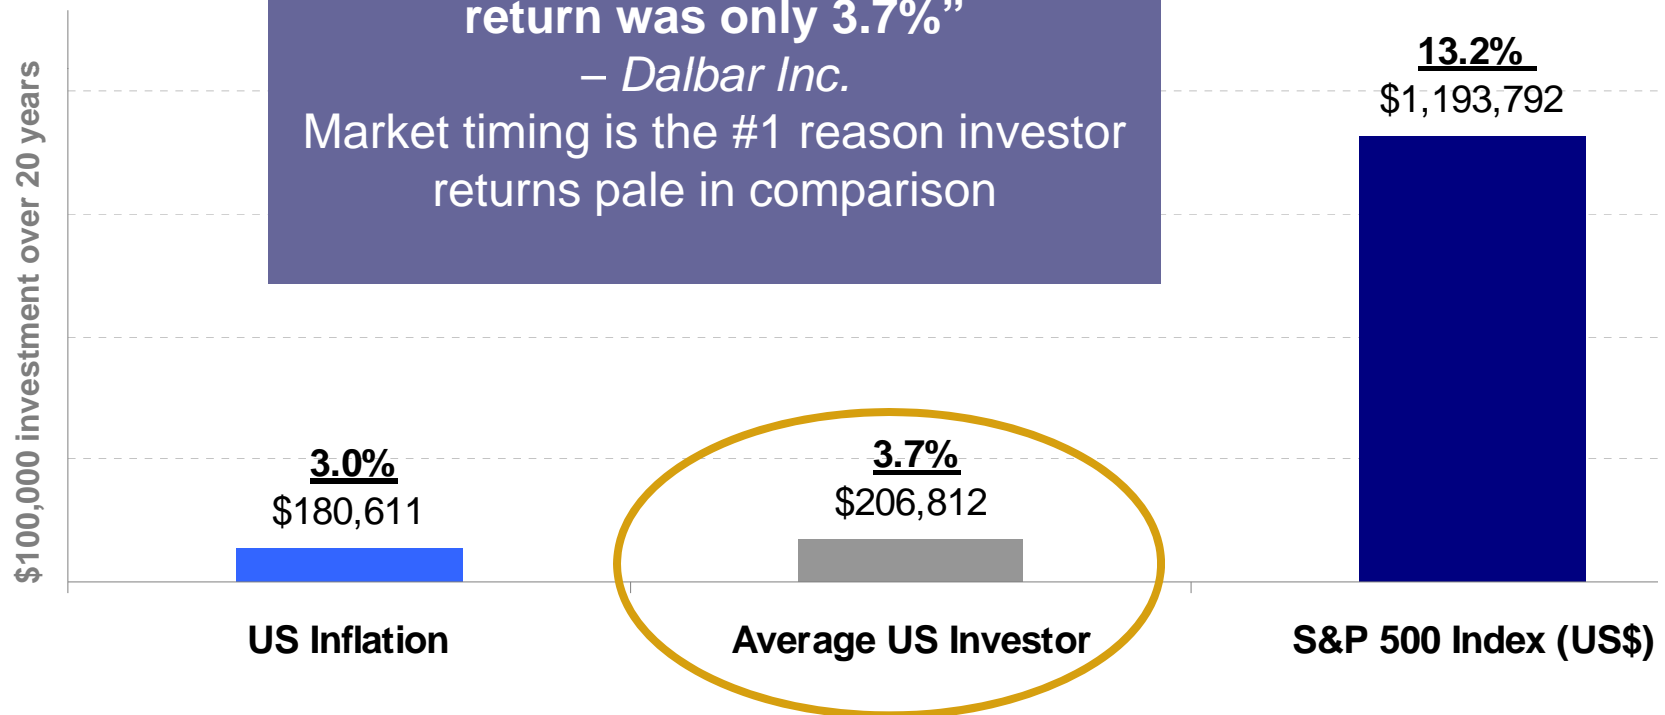 return was only 3.7%”
– Dalbar Inc.
Market timing is the #1 reason investor
returns pale in comparison
13.2%
$1,193,792
$100,000 investment over 20 years
3.0%
$180,611
3.7%
$206,812
US Inflation
Average US Investor
S&P 500 Index (US$)